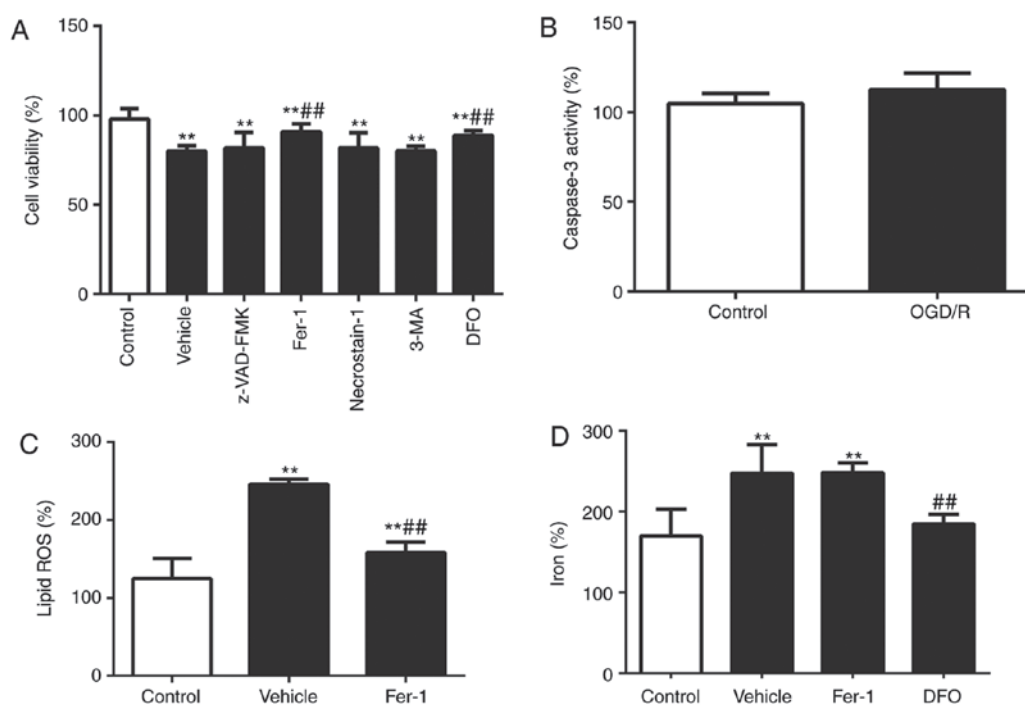 A
Cell viability (%)
150
100
50
0
**
**
**##
**
**
**##
Control
Vehicle
z-VAD-FMK
Fer-1
Necrostain-1
3-MA
DFO
B
Caspase-3 activity (%)
150
100
50
0
Control
OGD/R
C
Lipid ROS (%)
300
200
100
0
**
**##
Control
Vehicle
Fer-1
D
Iron (%)
300
200
100
0
**
**
##
Control
Vehicle
Fer-1
DFO